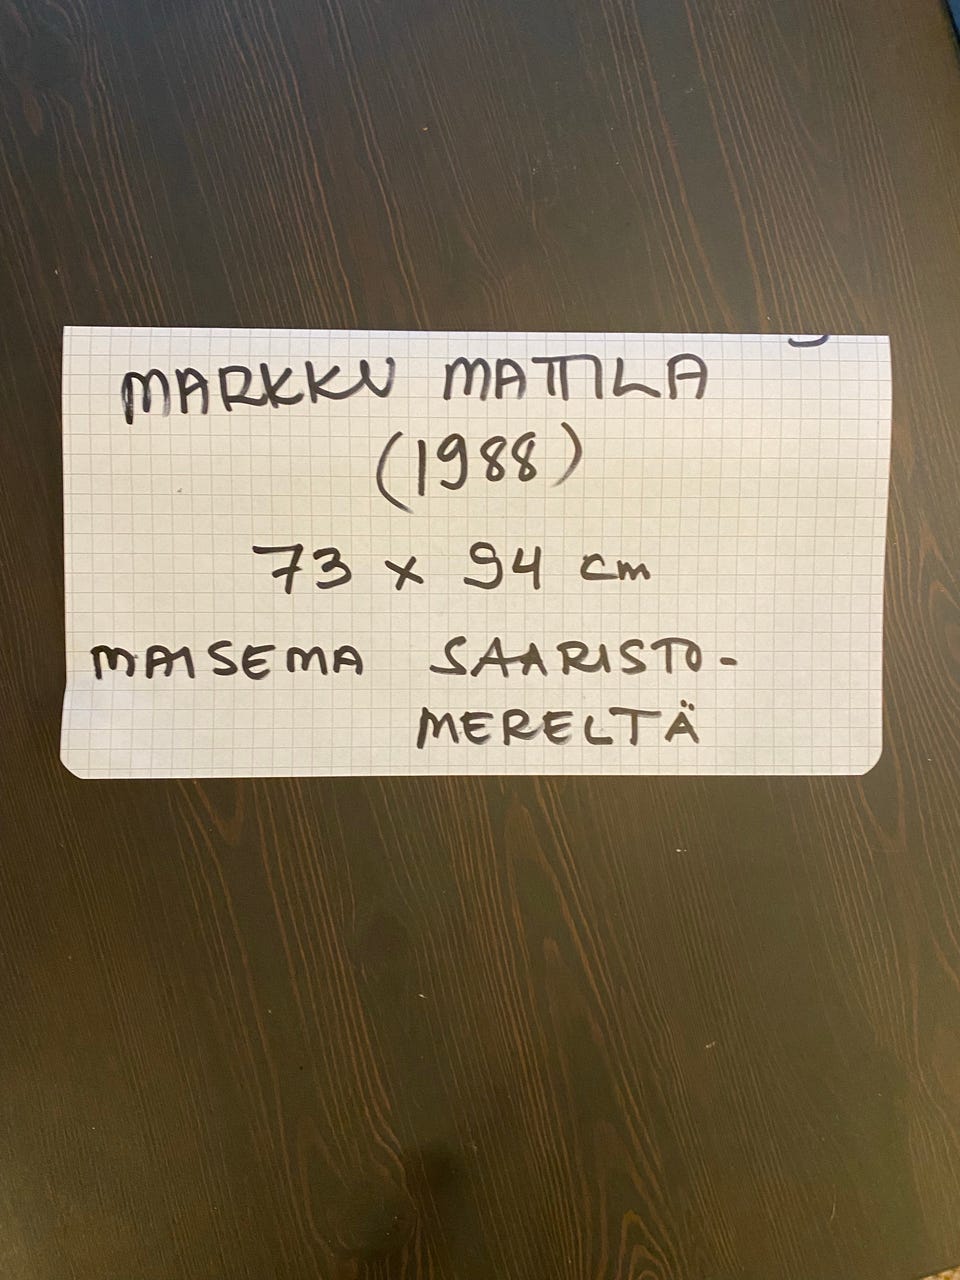 MARKKU MATTILA
(1988)
73 x 94 cm
MAISEMA SAARISTO-
MERELTÄ